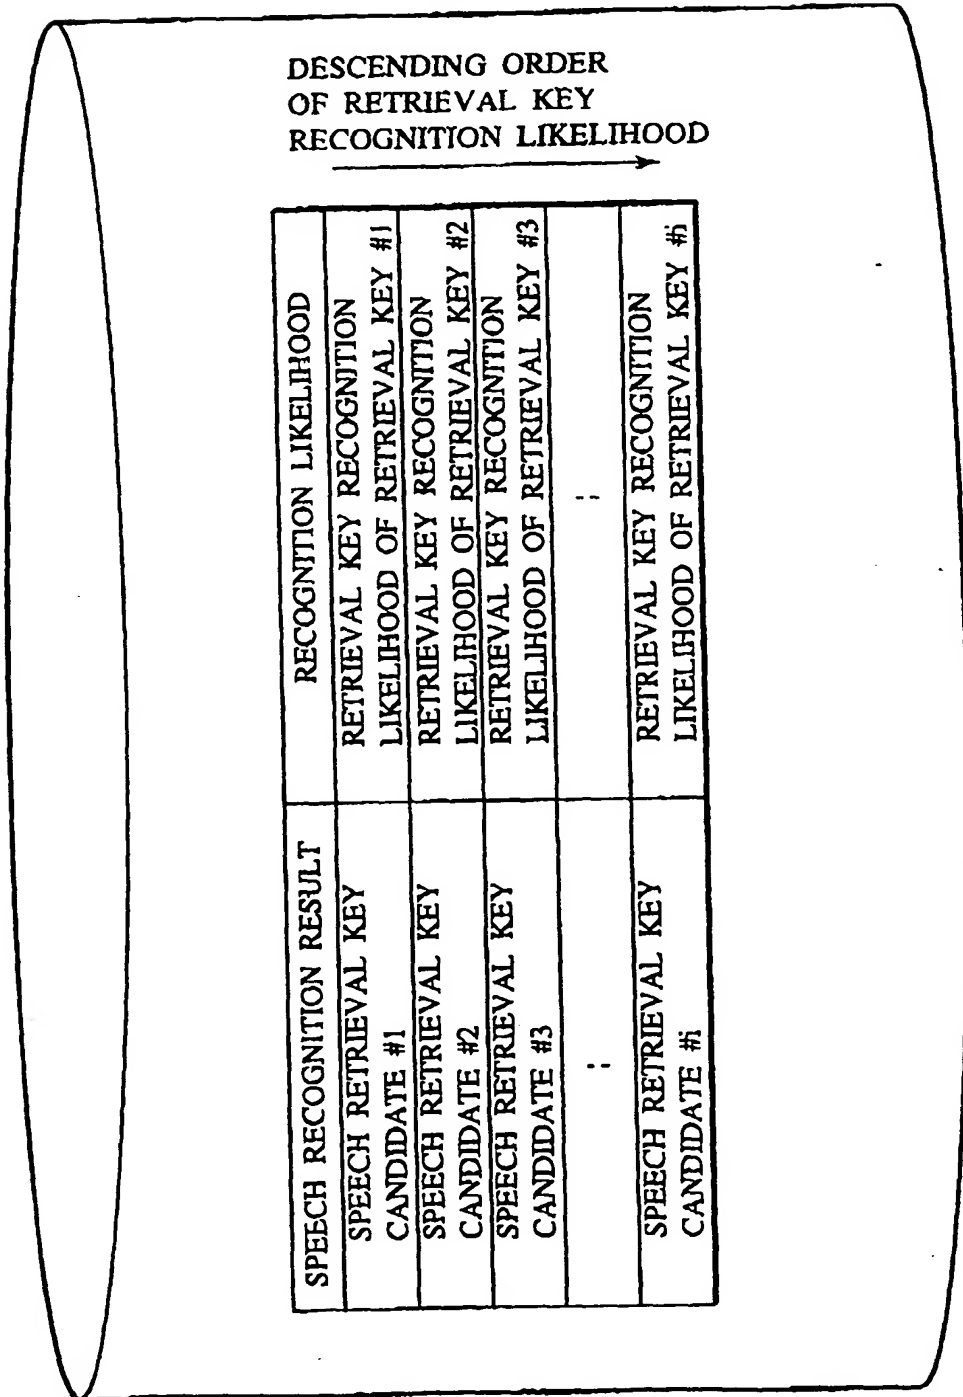 DESCENDING ORDER
OF RETRIEVAL KEY
RECOGNITION LIKELIHOOD
SPEECH RECOGNITION RESULT
RECOGNITION LIKELIHOOD
SPEECH RETRIEVAL KEY
CANDIDATE #1
RETRIEVAL KEY RECOGNITION
LIKELIHOOD OF RETRIEVAL KEY #1
SPEECH RETRIEVAL KEY
CANDIDATE #2
RETRIEVAL KEY RECOGNITION
LIKELIHOOD OF RETRIEVAL KEY #2
SPEECH RETRIEVAL KEY
CANDIDATE #3
RETRIEVAL KEY RECOGNITION
LIKELIHOOD OF RETRIEVAL KEY #3
:
:
SPEECH RETRIEVAL KEY
CANDIDATE #i
RETRIEVAL KEY RECOGNITION
LIKELIHOOD OF RETRIEVAL KEY #i